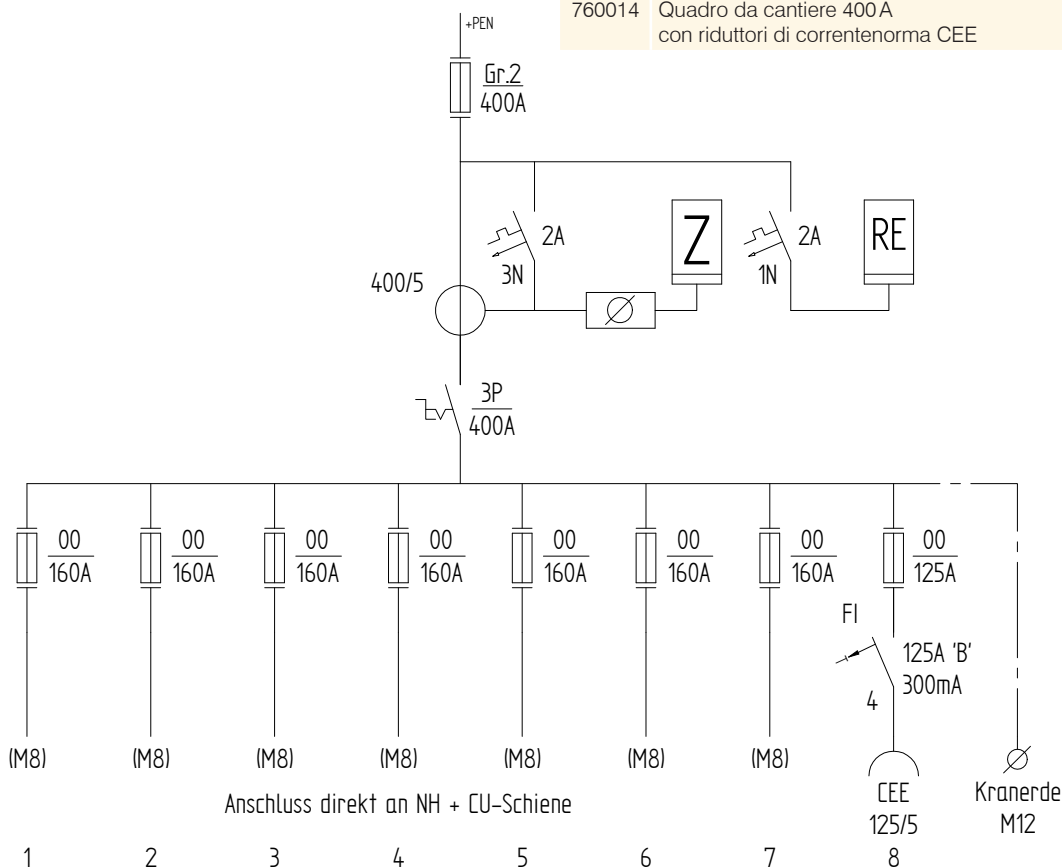 760014 Quadro da cantiere 400 A
con riduttori di correntenorma CEE
+PEN
Gr.2
400A
2A
3N
Z
2A
1N
RE
400/5
3P
400A
00 00 00 00 00 00 00 00
160A 160A 160A 160A 160A 160A 160A 125A
FI
125A 'B'
300mA
4
(M8) (M8) (M8) (M8) (M8) (M8) (M8)
Anschluss direkt an NH + CU-Schiene
CEE
125/5
Kranerde
M12
1 2 3 4 5 6 7 8